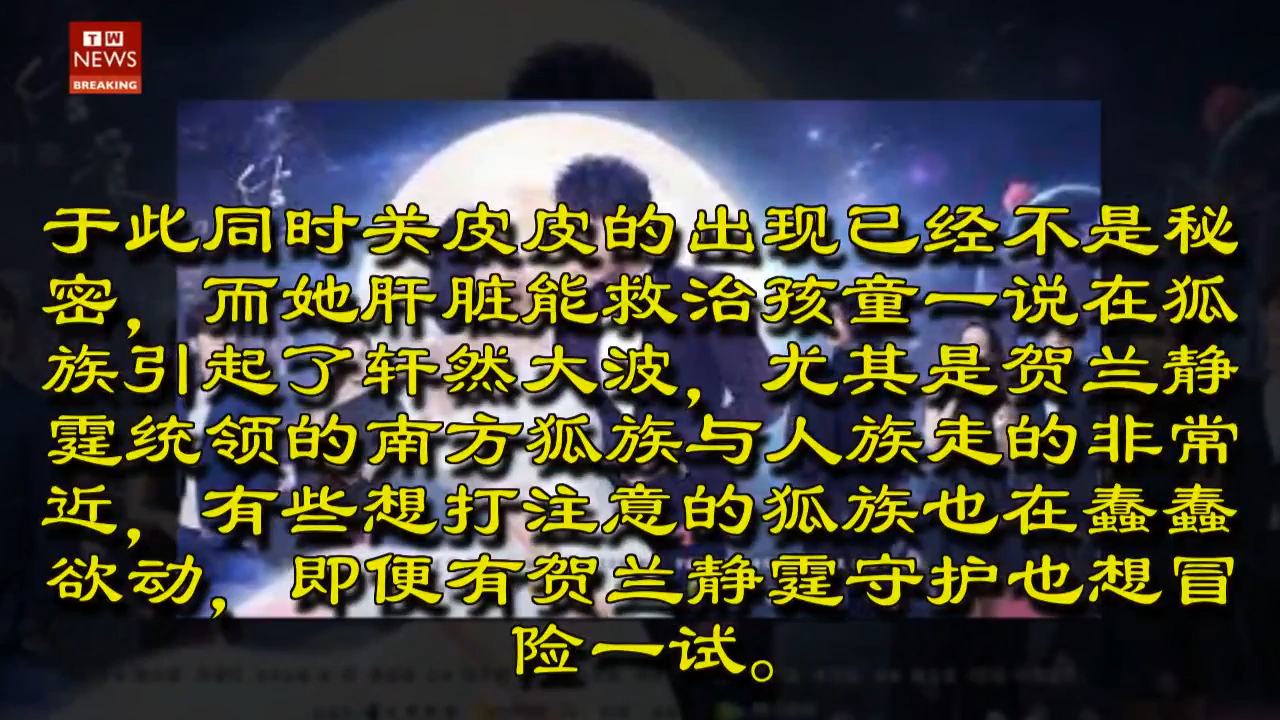 TW
NEWS
BREAKING
于此同时关皮皮的出现已经不是秘
密，而她肝脏能救治孩童一说在狐
族引起了轩然大波，尤其是贺兰静
霆统领的南方狐族与人族走的非常
近，有些想打注意的狐族也在蠢蠢
欲动，即便有贺兰静霆守护也想冒
险一试。